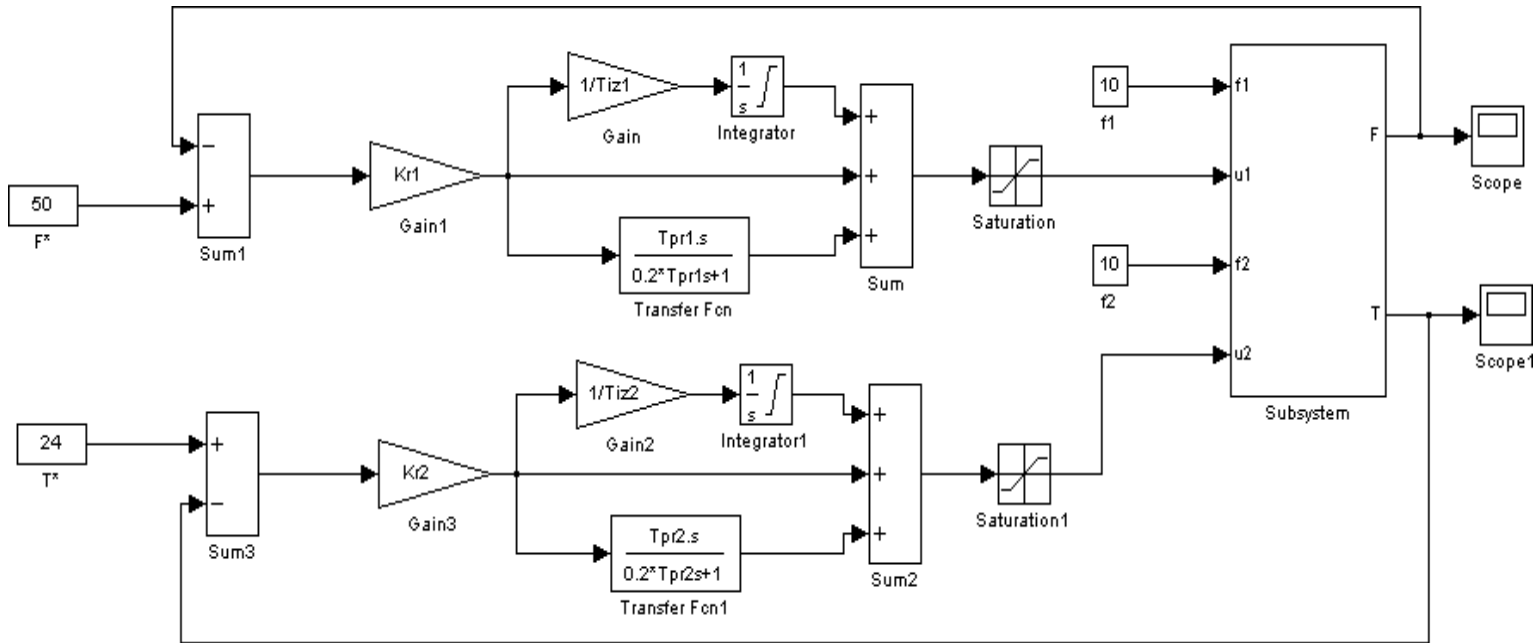 1/Tiz1
Gain
1
s
Integrator
10
f1
f1
F
Scope
−
+
Sum1
50
F*
Kr1
Gain1
+
+
+
Sum
Saturation
u1
Tpr1.s
0.2*Tpr1s+1
Transfer Fcn
10
f2
f2
T
Scope1
u2
Subsystem
24
T*
+
−
Sum3
Kr2
Gain3
1/Tiz2
Gain2
1
s
Integrator1
+
+
+
Sum2
Saturation1
Tpr2.s
0.2*Tpr2s+1
Transfer Fcn1